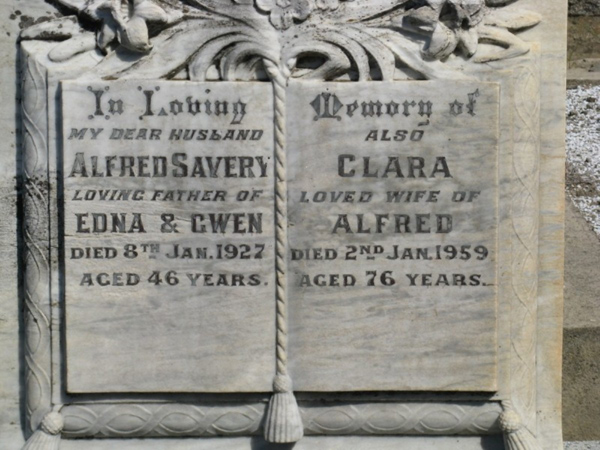 In Loving
MY DEAR HUSBAND
ALFRED SAVERY
LOVING FATHER OF
EDNA & GWEN
DIED 8TH JAN. 1927
AGED 46 YEARS.
Memory of
ALSO
CLARA
LOVED WIFE OF
ALFRED
DIED 2ND JAN. 1959
AGED 76 YEARS.